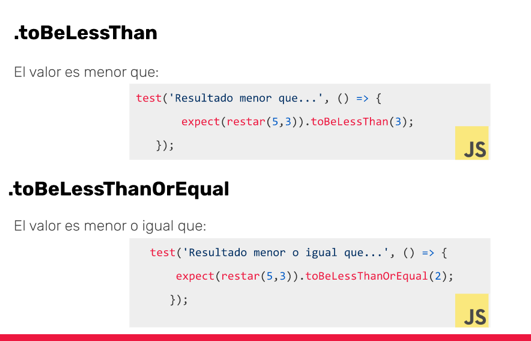 .toBeLessThan
El valor es menor que:
test('Resultado menor que...', () => {
expect(restar(5,3)).toBeLessThan(3);
});
JS
.toBeLessThanOrEqual
El valor es menor o igual que:
test('Resultado menor o igual que...', () => {
expect(restar(5,3)).toBeLessThanOrEqual(2);
});
JS